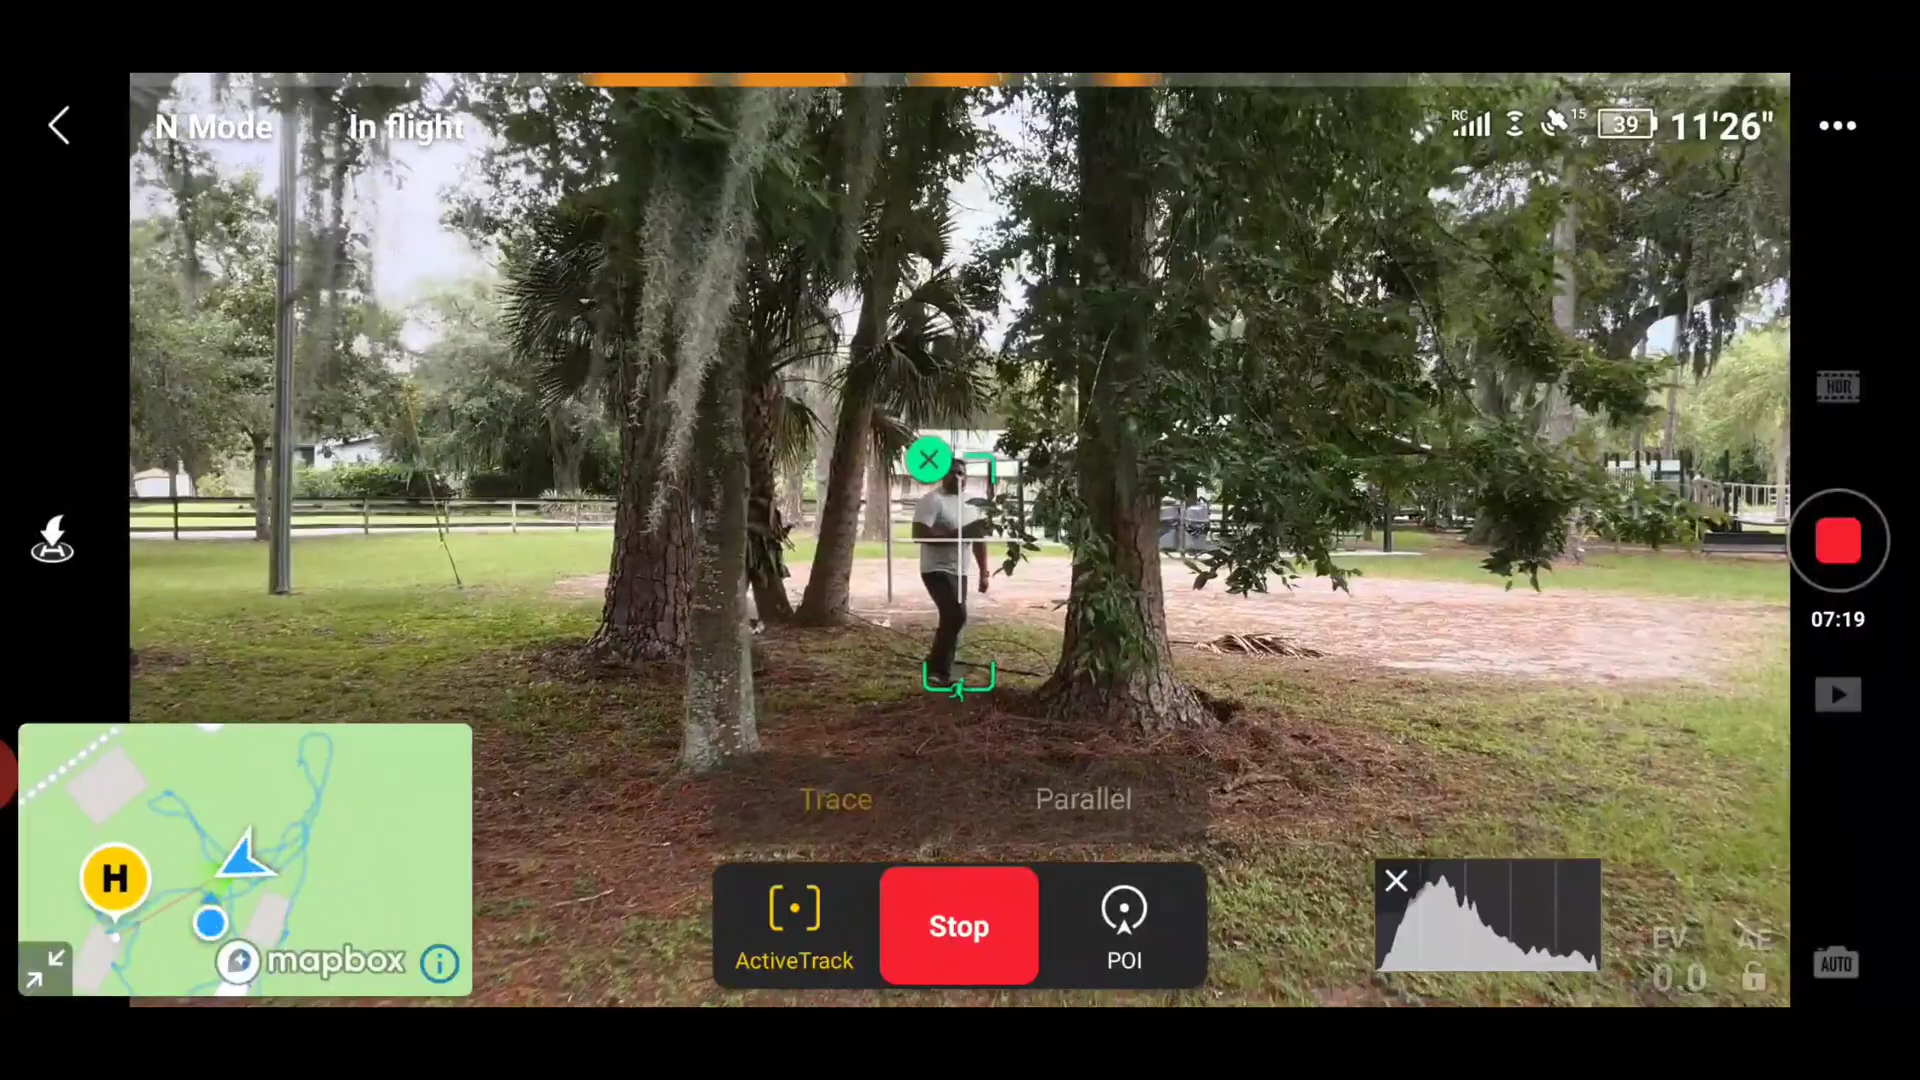 N Mode
In flight
RC
15
39
11'26"
HDR
07:19
Trace
Parallel
H
mapbox
i
ActiveTrack
Stop
POI
EV
0.0
AE
AUTO